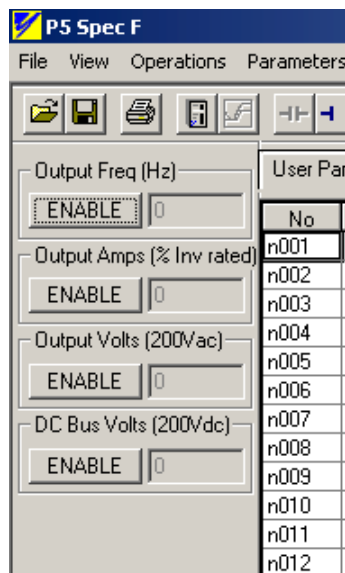 P5 Spec F
File View Operations Parameters
User Par
Output Freq (Hz)
ENABLE 0
Output Amps (% Inv rated)
ENABLE 0
Output Volts (200Vac)
ENABLE 0
DC Bus Volts (200Vdc)
ENABLE 0
No
n001
n002
n003
n004
n005
n006
n007
n008
n009
n010
n011
n012